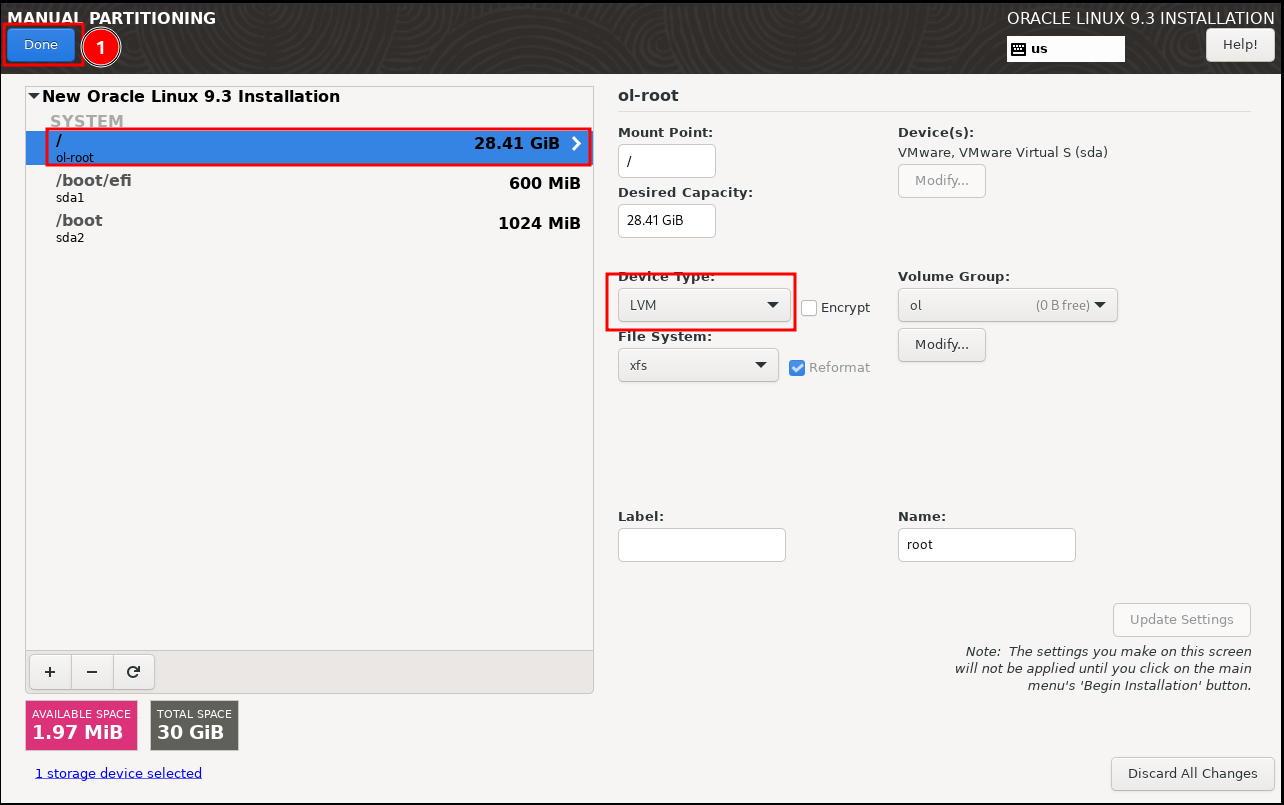 MANUAL PARTITIONING
ORACLE LINUX 9.3 INSTALLATION
Done
1
us
Help!
New Oracle Linux 9.3 Installation
SYSTEM
/
28.41 GiB
ol-root
/boot/efi
600 MiB
sda1
/boot
1024 MiB
sda2
ol-root
Mount Point:
/
Device(s):
VMware, VMware Virtual S (sda)
Modify...
Desired Capacity:
28.41 GiB
Device Type:
LVM
Encrypt
Volume Group:
ol (0 B free)
Modify...
File System:
xfs
Reformat
Label:
Name:
root
Update Settings
Note: The settings you make on this screen
will not be applied until you click on the main
menu's 'Begin Installation' button.
+ −
AVAILABLE SPACE
1.97 MiB
TOTAL SPACE
30 GiB
1 storage device selected
Discard All Changes